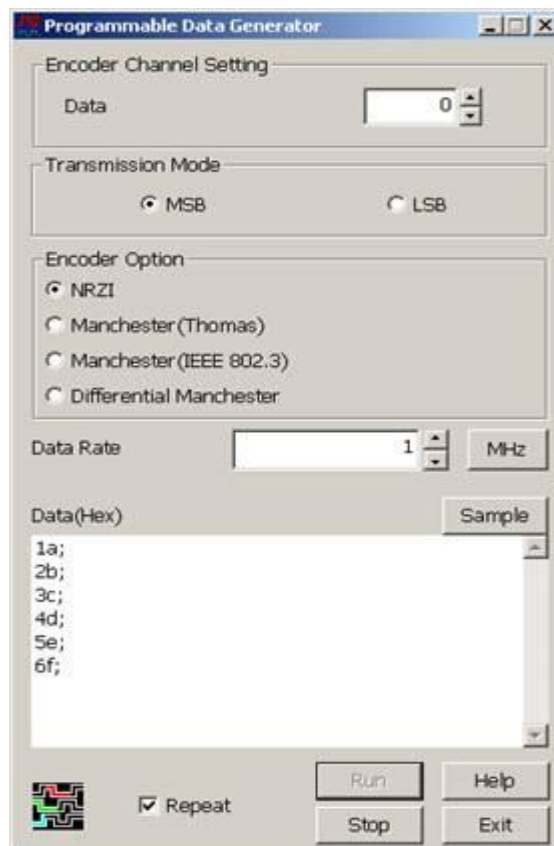 Programmable Data Generator
Encoder Channel Setting
Data 0
Transmission Mode
MSB LSB
Encoder Option
NRZI
Manchester(Thomas)
Manchester(IEEE 802.3)
Differential Manchester
Data Rate 1 MHz
Data(Hex) Sample
1a;
2b;
3c;
4d;
5e;
6f;
Run Help
Repeat
Stop Exit